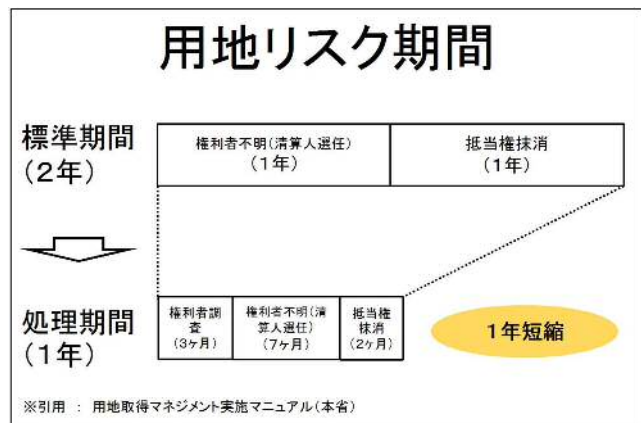 用地リスク期間
標準期間
(2年)
権利者不明(清算人選任)
(1年)
抵当権抹消
(1年)
処理期間
(1年)
権利者調
査
(3ヶ月)
権利者不明(清
算人選任)
(7ヶ月)
抵当権
抹消
(2ヶ月)
1年短縮
※引用 : 用地取得マネジメント実施マニュアル(本省)